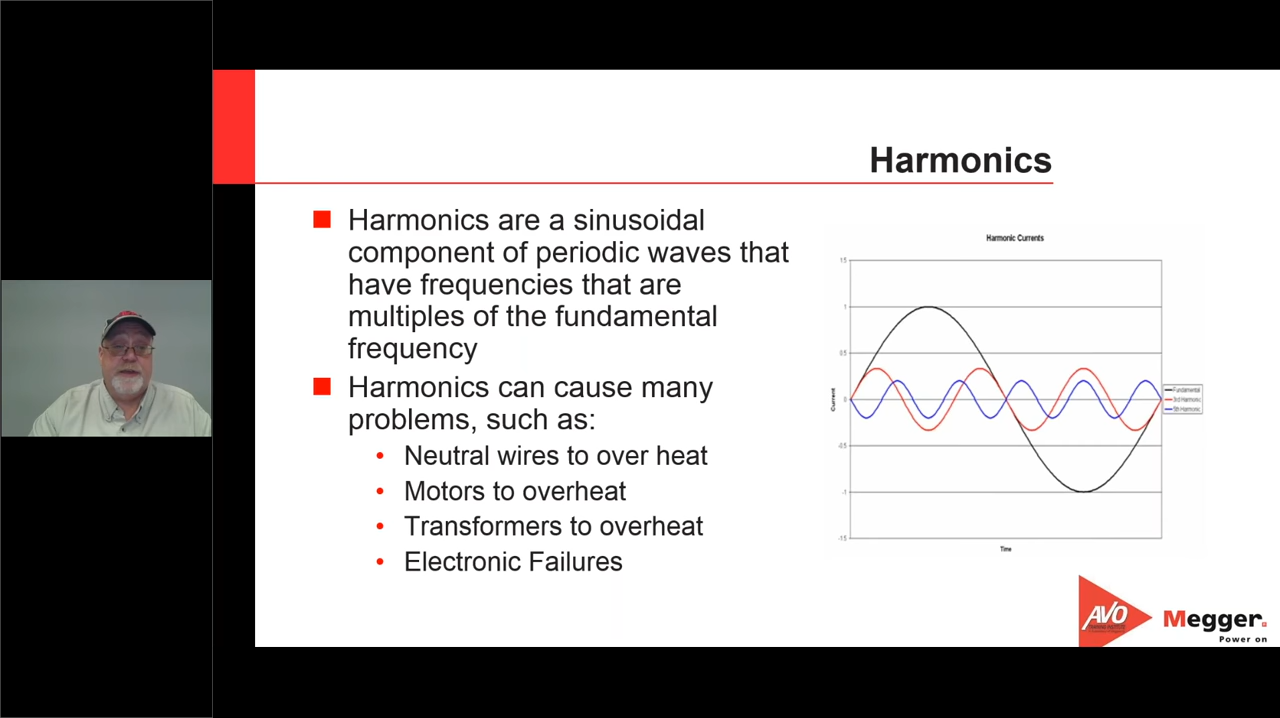 Harmonics
Harmonics are a sinusoidal
component of periodic waves that
have frequencies that are
multiples of the fundamental
frequency
Harmonics can cause many
problems, such as:
Neutral wires to over heat
Motors to overheat
Transformers to overheat
Electronic Failures
Harmonic Currents
1.5
1
0.5
0
-0.5
-1
-1.5
Current
Time
Fundamental
3rd Harmonic
5th Harmonic
AVO
Megger.
Power on